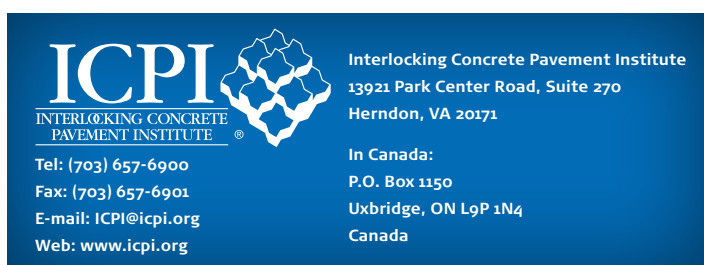 ICPI
INTERLOCKING CONCRETE
PAVEMENT INSTITUTE ®
Tel: (703) 657-6900
Fax: (703) 657-6901
E-mail: ICPI@icpi.org
Web: www.icpi.org
Interlocking Concrete Pavement Institute
13921 Park Center Road, Suite 270
Herndon, VA 20171
In Canada:
P.O. Box 1150
Uxbridge, ON L9P 1N4
Canada